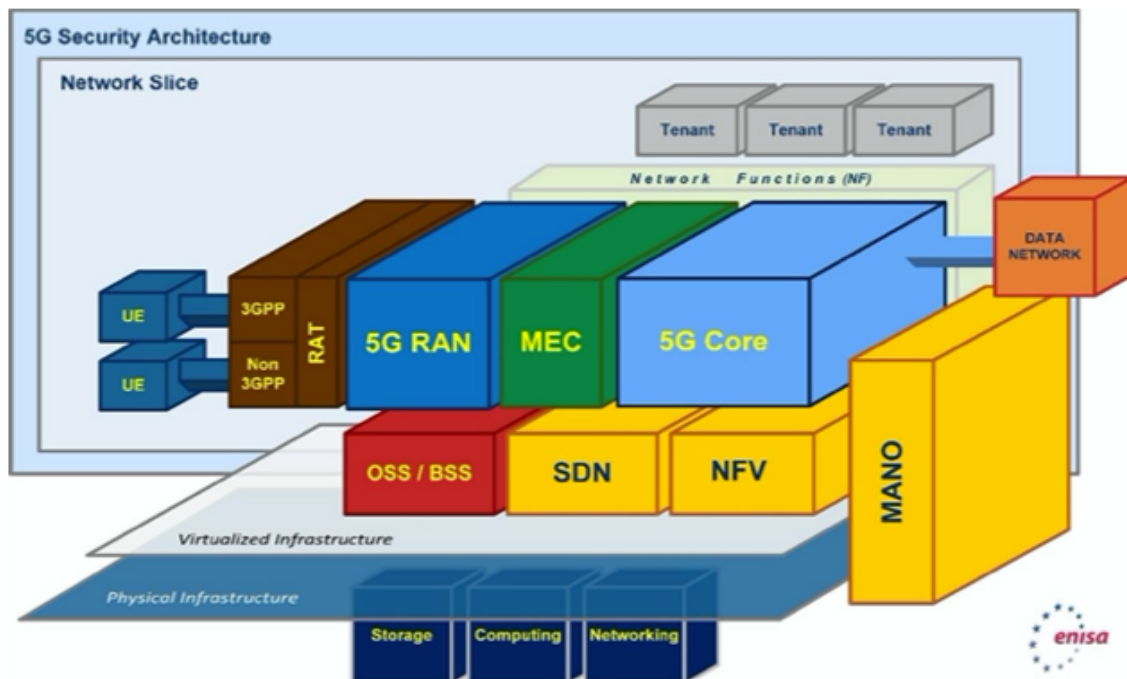 5G Security Architecture
Network Slice
Tenant
Tenant
Tenant
Network Functions (NF)
DATA
NETWORK
UE
3GPP
UE
Non
3GPP
RAT
5G RAN
MEC
5G Core
OSS / BSS
SDN
NFV
MANO
Virtualized Infrastructure
Physical Infrastructure
Storage
Computing
Networking
enisa